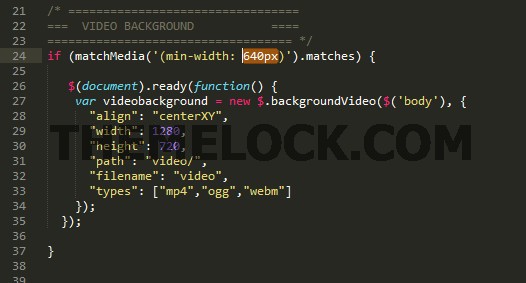 21 /* =================================
22 ===  VIDEO BACKGROUND           ====
23 =================================== */
24 if (matchMedia('(min-width: 640px)').matches) {
25
26 $(document).ready(function() {
27 var videobackground = new $.backgroundVideo($('body'), {
28 "align": "centerXY",
29 "width": 1280,
30 "height": 720,
31 "path": "video/",
32 "filename": "video",
33 "types": ["mp4","ogg","webm"]
34 });
35 });
36
37 }
38
39
THEMELOCK.COM